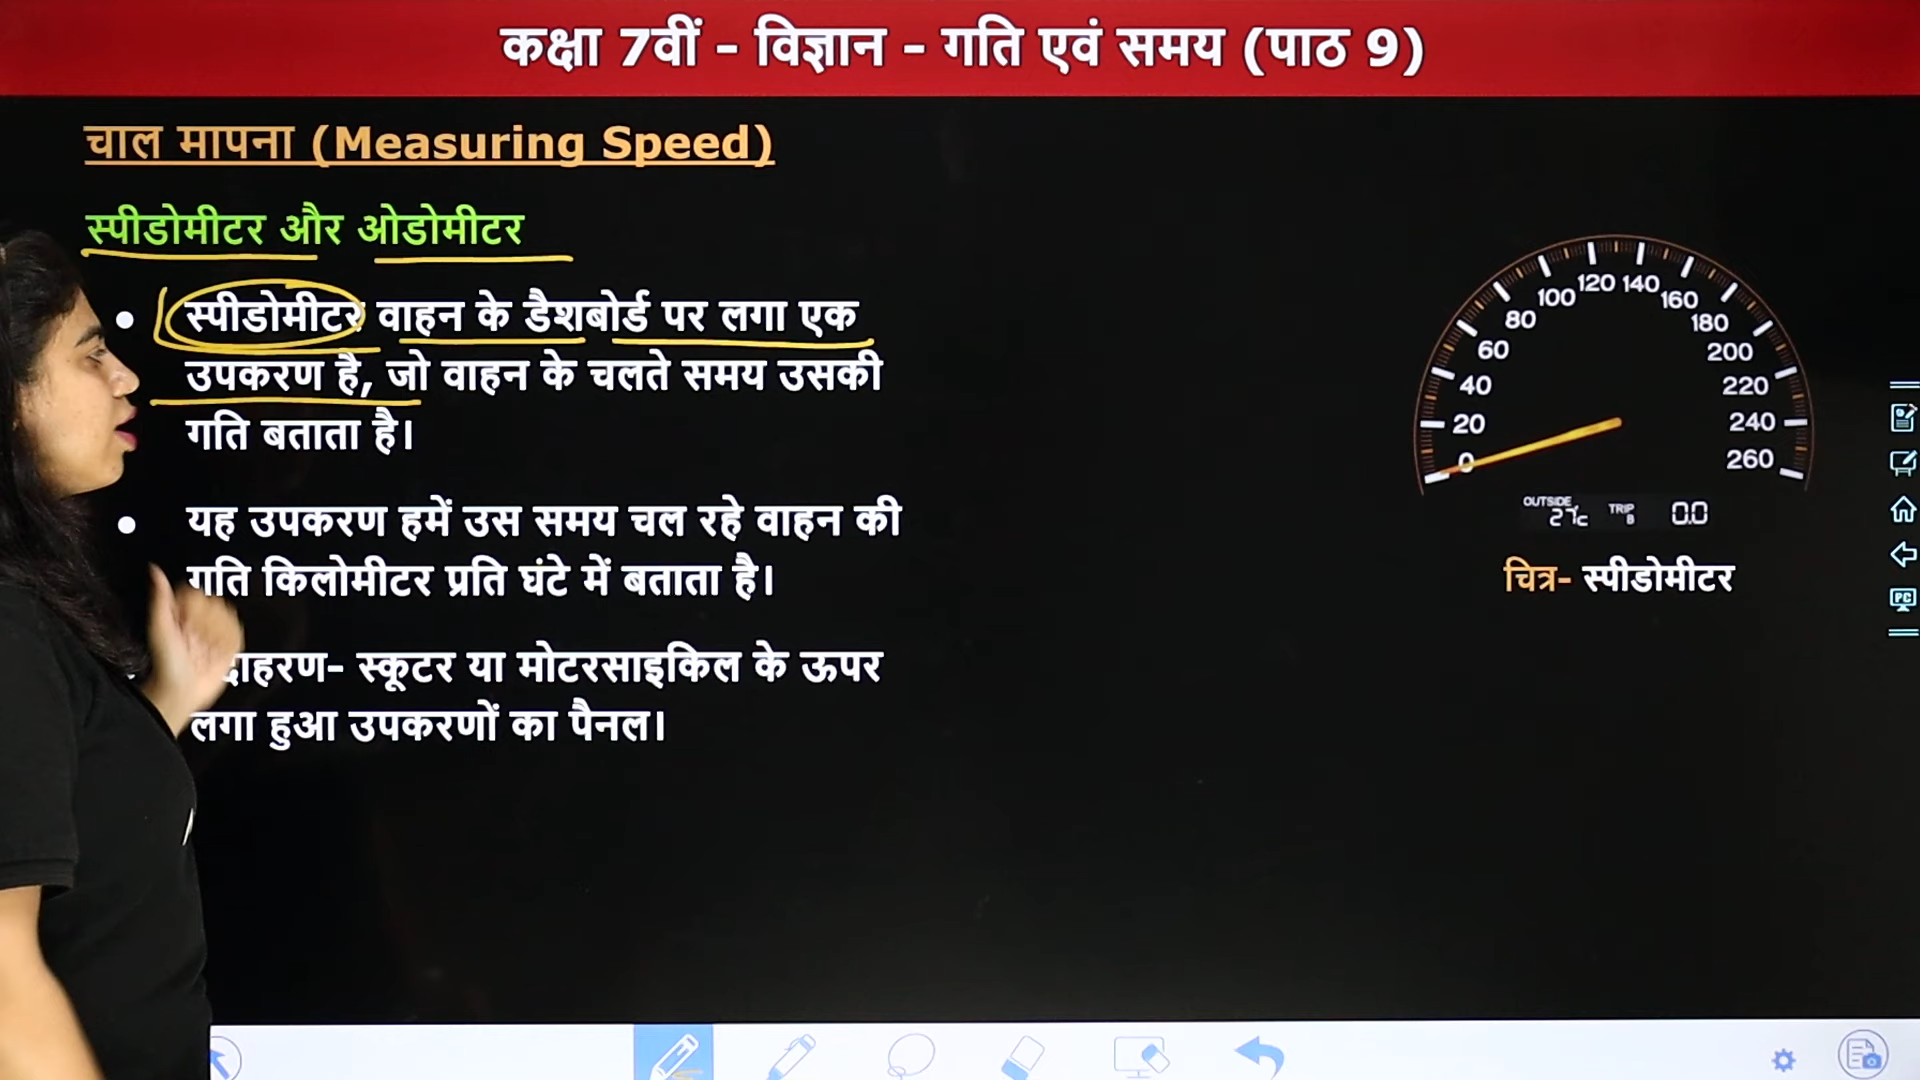 कक्षा 7वीं - विज्ञान - गति एवं समय (पाठ 9)
चाल मापना (Measuring Speed)
स्पीडोमीटर और ओडोमीटर
स्पीडोमीटर वाहन के डैशबोर्ड पर लगा एक
उपकरण है, जो वाहन के चलते समय उसकी
गति बताता है।
यह उपकरण हमें उस समय चल रहे वाहन की
गति किलोमीटर प्रति घंटे में बताता है।
दाहरण- स्कूटर या मोटरसाइकिल के ऊपर
लगा हुआ उपकरणों का पैनल।
0
20
40
60
80
100
120
140
160
180
200
220
240
260
OUTSIDE
TRIP B 0.0
चित्र- स्पीडोमीटर
PC